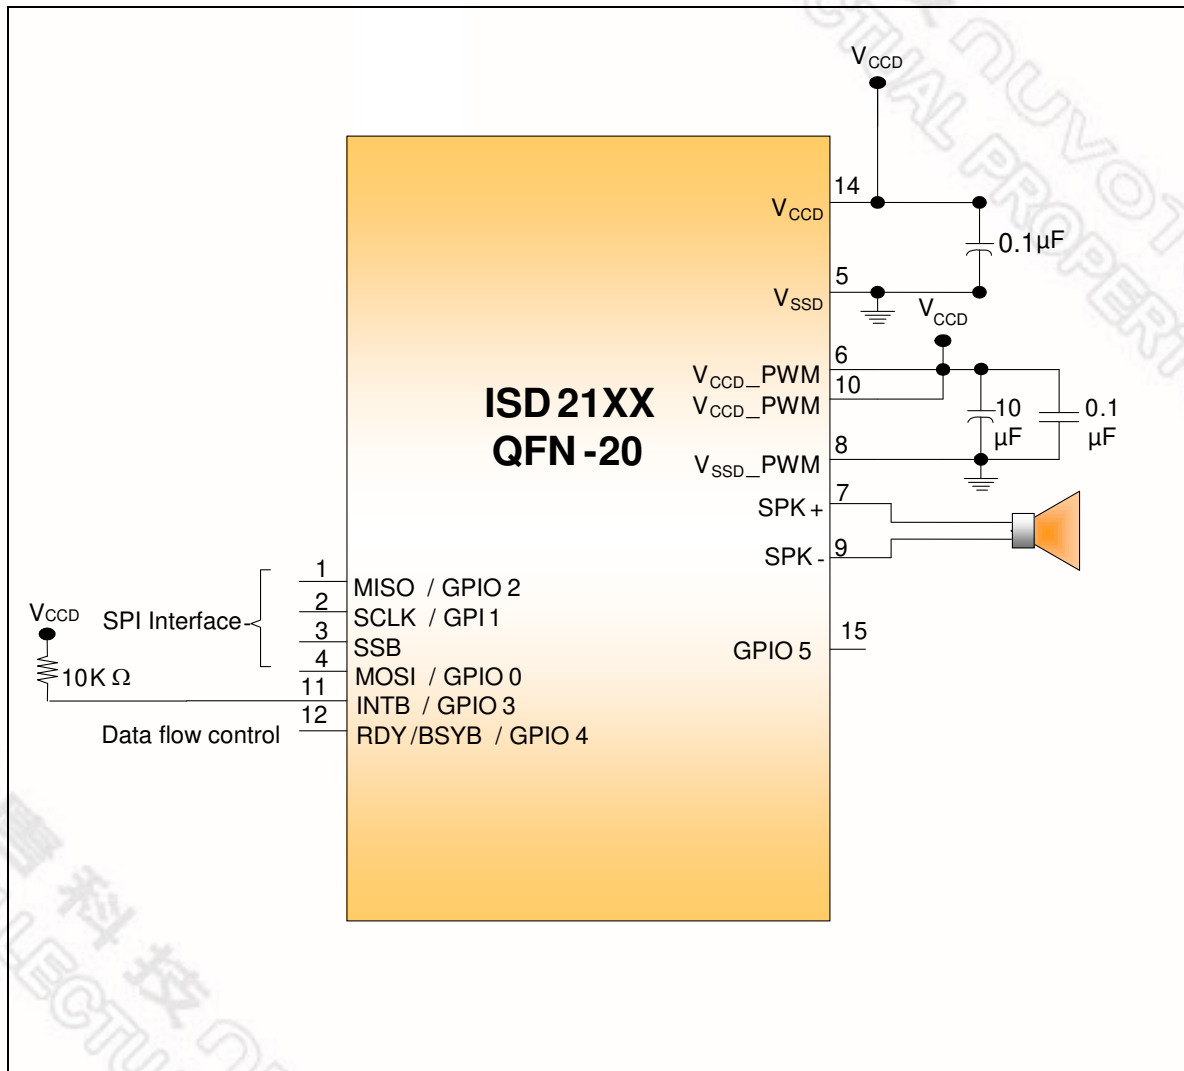 VCCD
14
VCCD
0.1µF
5
VSSD
VCCD
6
VCCD_PWM
10
VCCD_PWM
ISD 21XX
QFN -20
10 µF
0.1 µF
8
VSSD_PWM
7
SPK +
9
SPK -
1
MISO / GPIO 2
2
SCLK / GPI 1
SPI Interface
3
SSB
4
MOSI / GPIO 0
VCCD
10K Ω
11
INTB / GPIO 3
12
RDY/BSYB / GPIO 4
Data flow control
15
GPIO 5